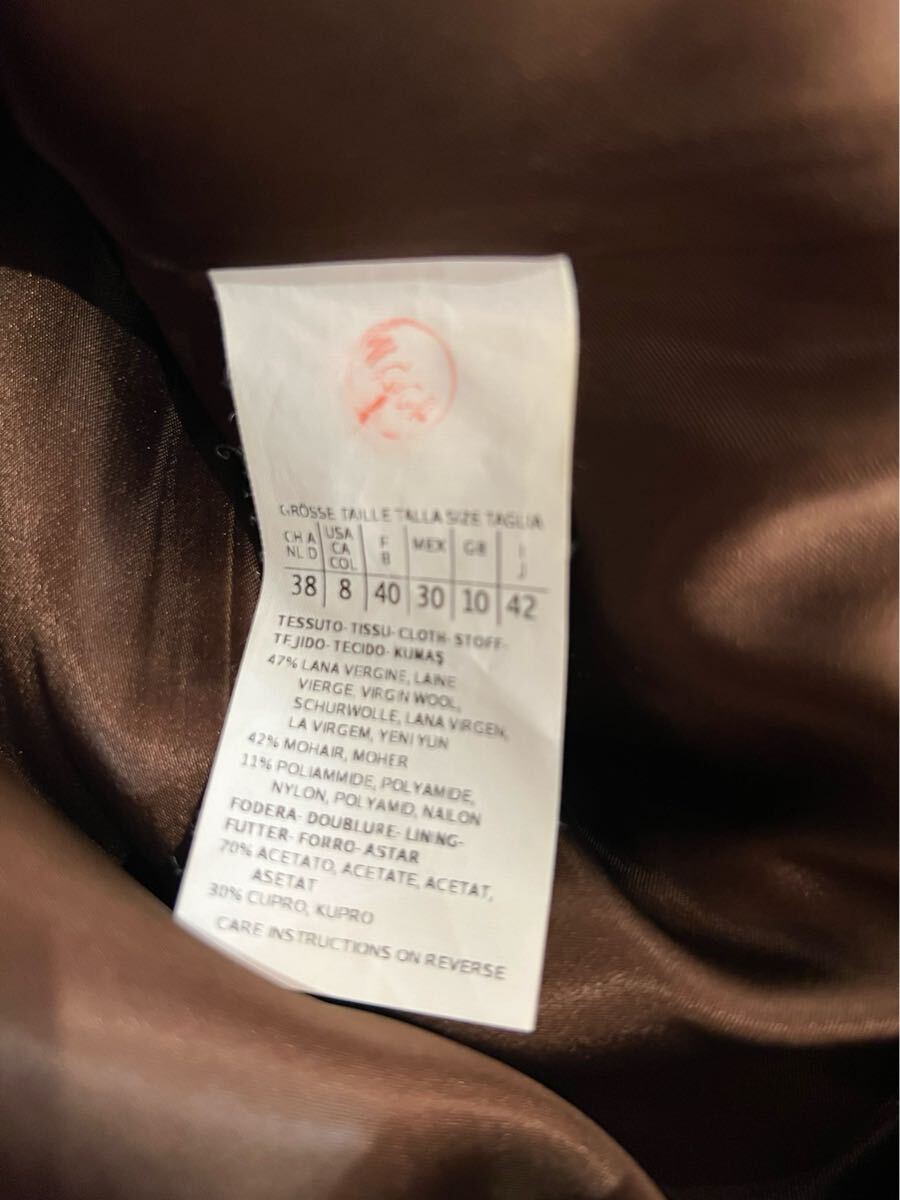 GRÖSSE TAILLE TALLA SIZE TAGLIA
CH A NL D | USA CA COL | F B | MEX | GB | I J
38 | 8 | 40 | 30 | 10 | 42
TESSUTO- TISSU- CLOTH- STOFF-
TEJIDO- TECIDO- KUMAŞ
47% LANA VERGINE, LAINE
VIERGE, VIRGIN WOOL,
SCHURWOLLE, LANA VIRGEN,
LA VIRGEM, YENI YUN
42% MOHAIR, MOHER
11% POLIAMMIDE, POLYAMIDE,
NYLON, POLYAMID, NAILON
FODERA- DOUBLURE- LINING-
FUTTER- FORRO- ASTAR
70% ACETATO, ACETATE, ACETAT,
ASETAT
30% CUPRO, KUPRO
CARE INSTRUCTIONS ON REVERSE